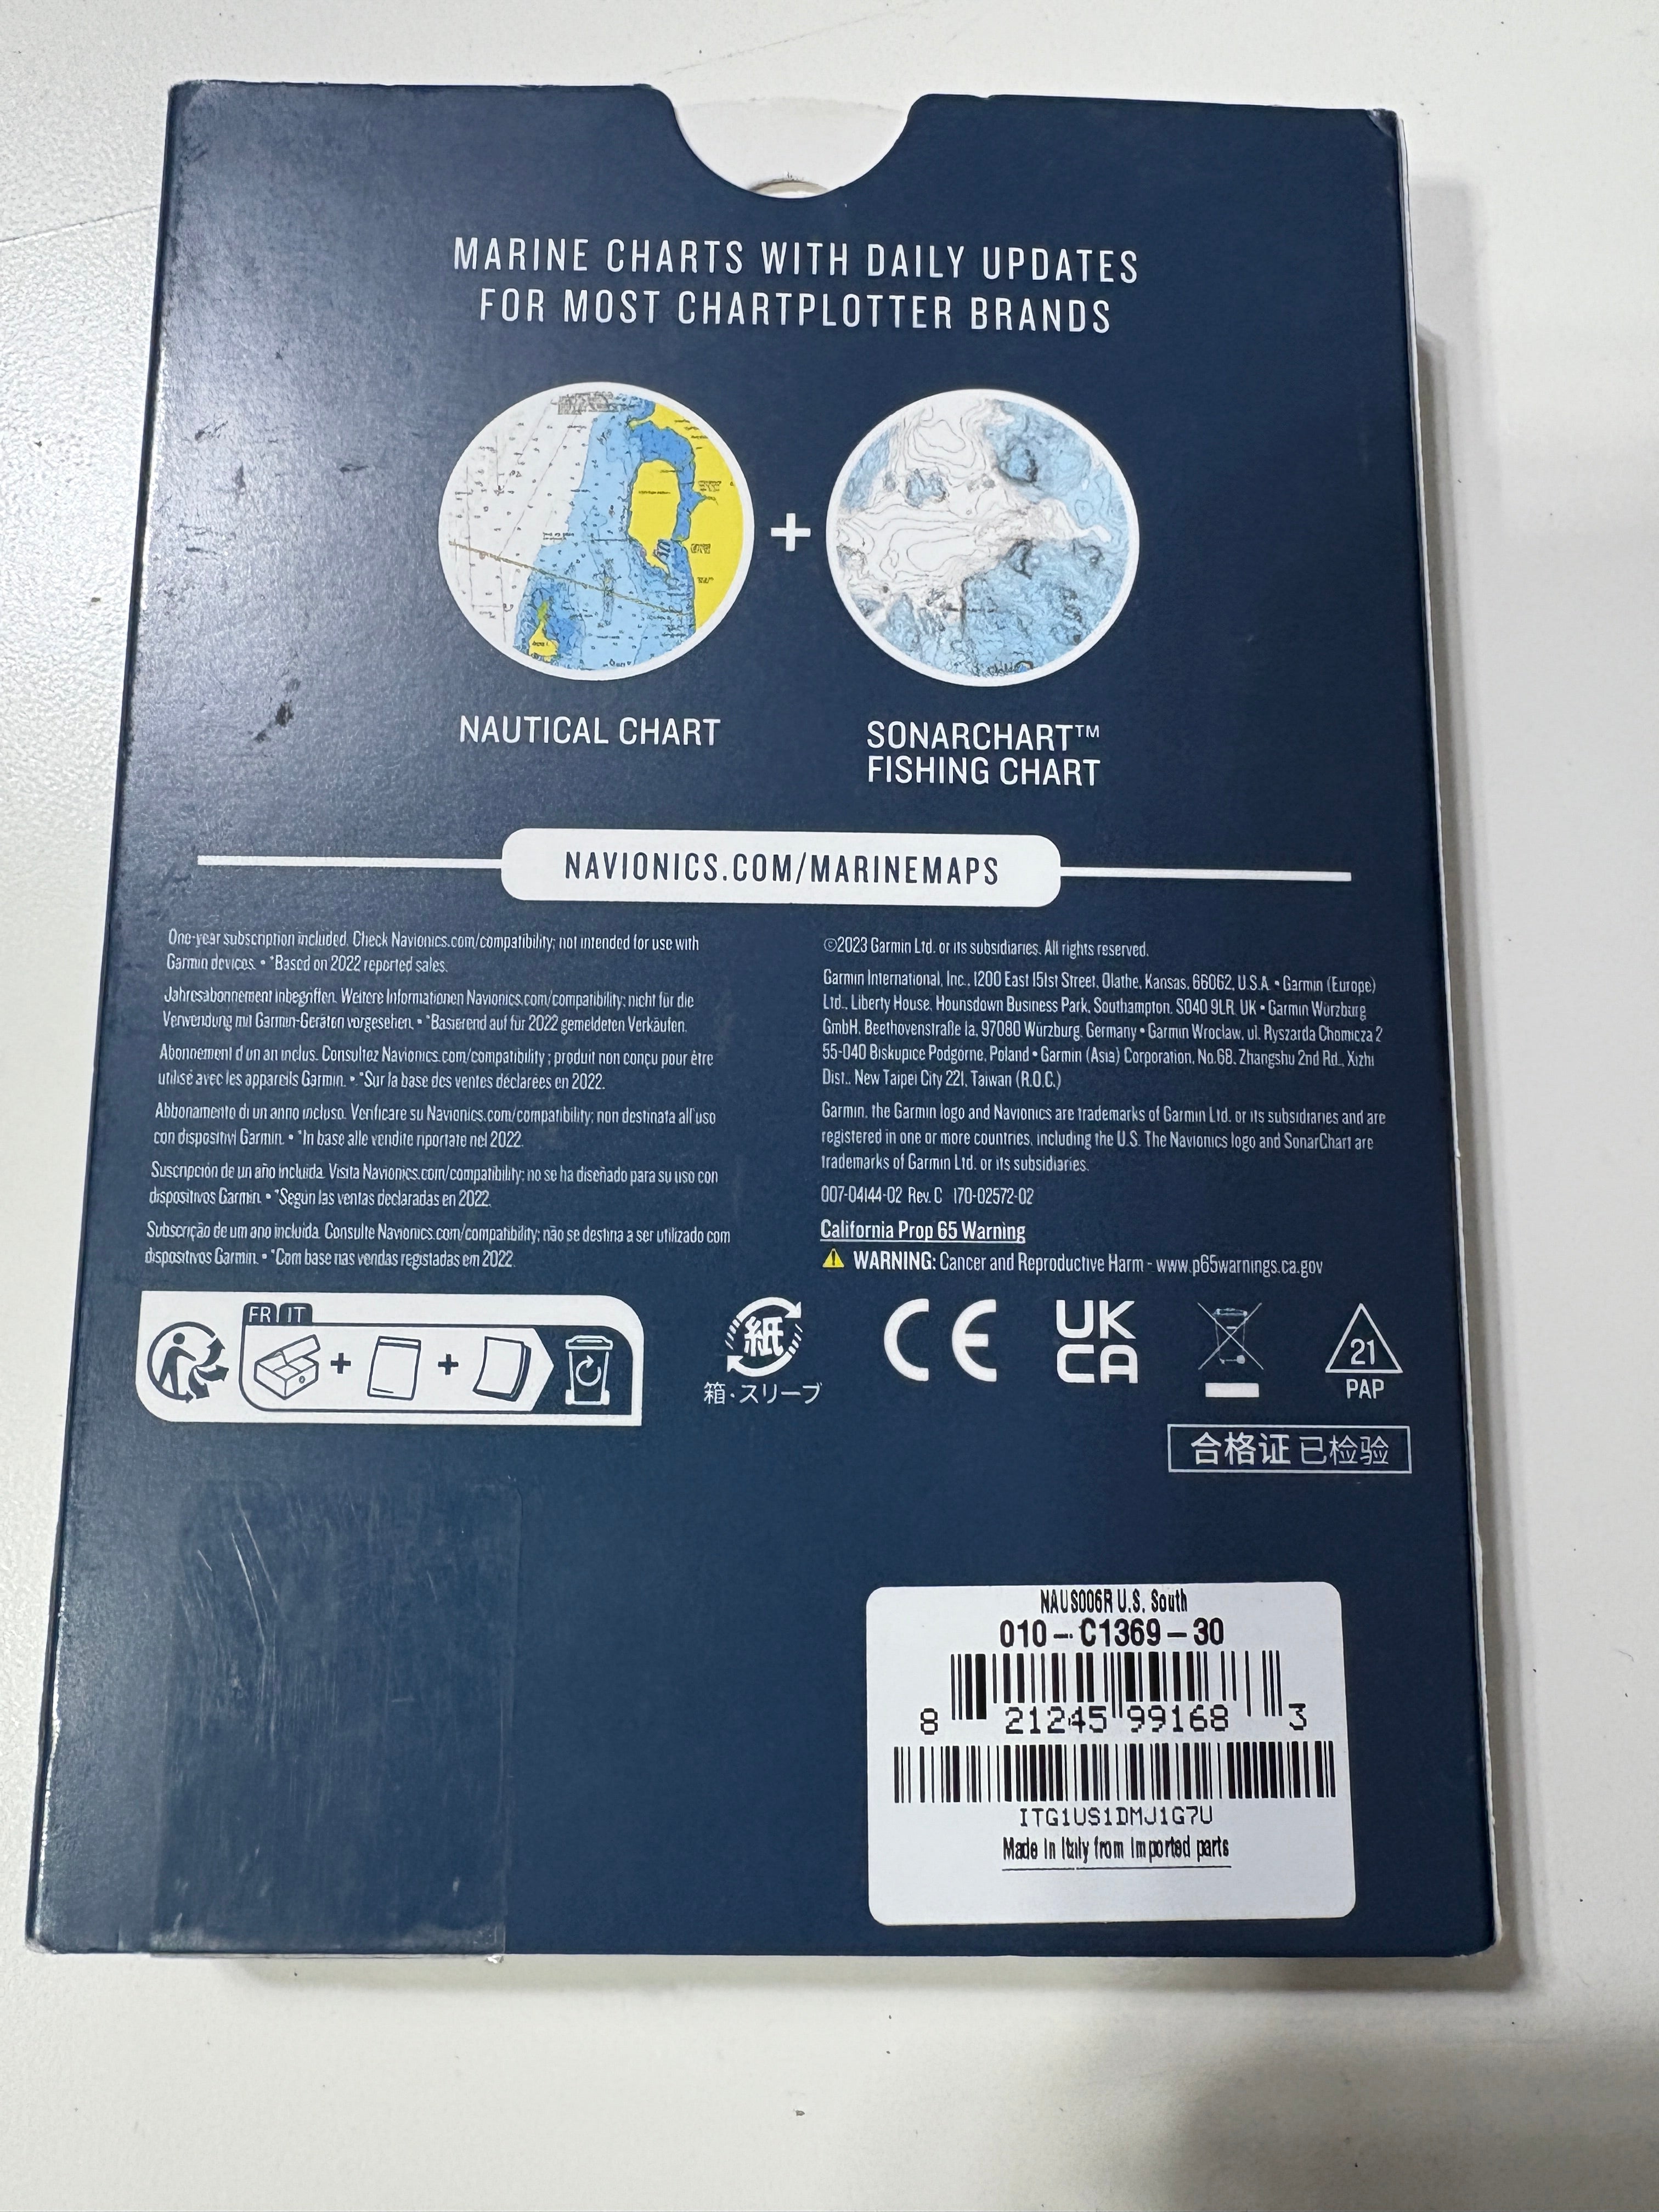 MARINE CHARTS WITH DAILY UPDATES
FOR MOST CHARTPLOTTER BRANDS
NAUTICAL CHART
SONARCHART™
FISHING CHART
NAVIONICS.COM/MARINEMAPS
One-year subscription included. Check Navionics.com/compatibility; not intended for use with
Garmin devices. • *Based on 2022 reported sales.
Jahresabonnement inbegriffen. Weitere Informationen Navionics.com/compatibility; nicht für die
Verwendung mit Garmin-Geräten vorgesehen. • *Basierend auf für 2022 gemeldeten Verkäufen.
Abonnement d'un an inclus. Consultez Navionics.com/compatibility ; produit non conçu pour être
utilisé avec les appareils Garmin. • *Sur la base des ventes déclarées en 2022.
Abbonamento di un anno incluso. Verificare su Navionics.com/compatibility; non destinata all'uso
con dispositivi Garmin. • *In base alle vendite riportate nel 2022.
Suscripción de un año incluida. Visita Navionics.com/compatibility; no se ha diseñado para su uso con
dispositivos Garmin. • *Según las ventas declaradas en 2022.
Subscrição de um ano incluída. Consulte Navionics.com/compatibility; não se destina a ser utilizado com
dispositivos Garmin. • *Com base nas vendas registadas em 2022.
©2023 Garmin Ltd. or its subsidiaries. All rights reserved.
Garmin International, Inc., 1200 East 151st Street, Olathe, Kansas, 66062, U.S.A. • Garmin (Europe)
Ltd., Liberty House, Hounsdown Business Park, Southampton, SO40 9LR, UK • Garmin Würzburg
GmbH, Beethovenstraße 1a, 97080 Würzburg, Germany • Garmin Wroclaw, ul. Ryszarda Chomicza 2
55-040 Biskupice Podgórne, Poland • Garmin (Asia) Corporation, No.68, Zhangshu 2nd Rd., Xizhi
Dist., New Taipei City 221, Taiwan (R.O.C.)
Garmin, the Garmin logo and Navionics are trademarks of Garmin Ltd. or its subsidiaries and are
registered in one or more countries, including the U.S. The Navionics logo and SonarChart are
trademarks of Garmin Ltd. or its subsidiaries.
007-04144-02 Rev. C 170-02572-02
California Prop 65 Warning
WARNING: Cancer and Reproductive Harm - www.p65warnings.ca.gov
FR IT
紙
箱・スリーブ
CE
UK
CA
21
PAP
合格证 已检验
NAUS006R U.S. South
010-C1369-30
8 21245 99168 3
ITG1US1DMJ1G7U
Made in Italy from Imported parts